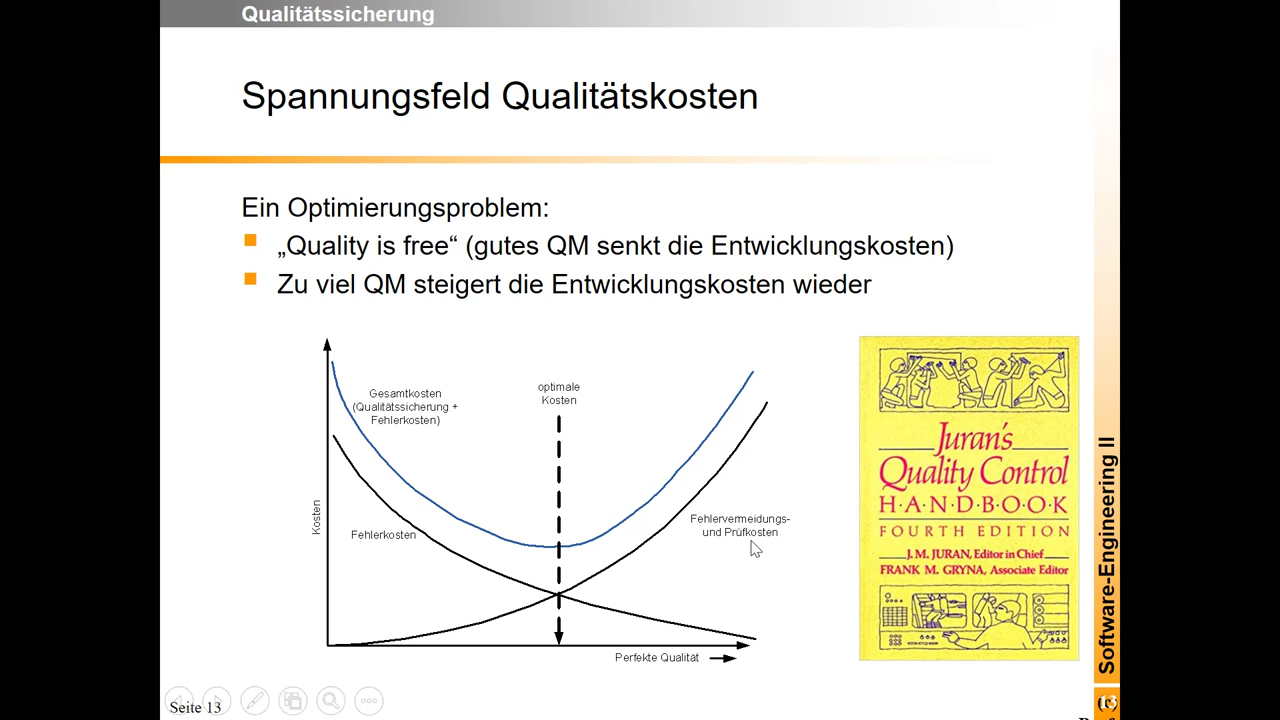 Qualitätssicherung
Spannungsfeld Qualitätskosten
Ein Optimierungsproblem:
„Quality is free“ (gutes QM senkt die Entwicklungskosten)
Zu viel QM steigert die Entwicklungskosten wieder
Gesamtkosten
(Qualitätssicherung +
Fehlerkosten)
optimale
Kosten
Kosten
Fehlerkosten
Fehlervermeidungs-
und Prüfkosten
Perfekte Qualität
Juran's
Quality Control
H·A·N·D·B·O·O·K
FOURTH EDITION
J. M. JURAN, Editor in Chief
FRANK M. GRYNA, Associate Editor
Software-Engineering II
Seite 13
13